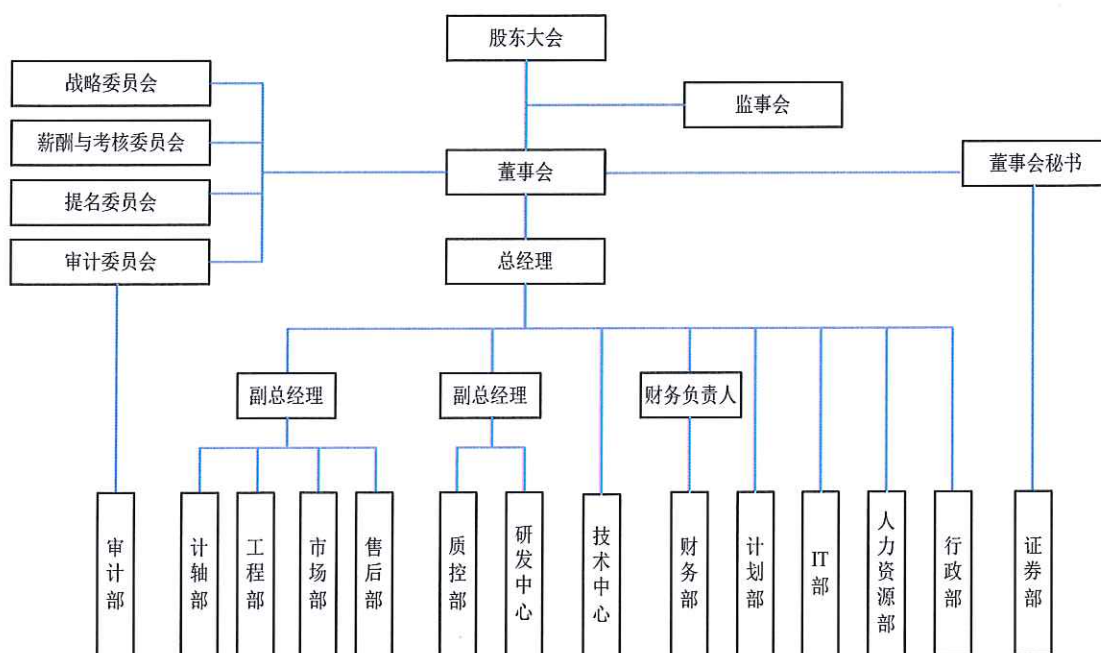 股东大会
战略委员会
监事会
薪酬与考核委员会
董事会
董事会秘书
提名委员会
审计委员会
总经理
副总经理
副总经理
财务负责人
审计部
计轴部
工程部
市场部
售后部
质控部
研发中心
技术中心
财务部
计划部
IT部
人力资源部
行政部
证券部